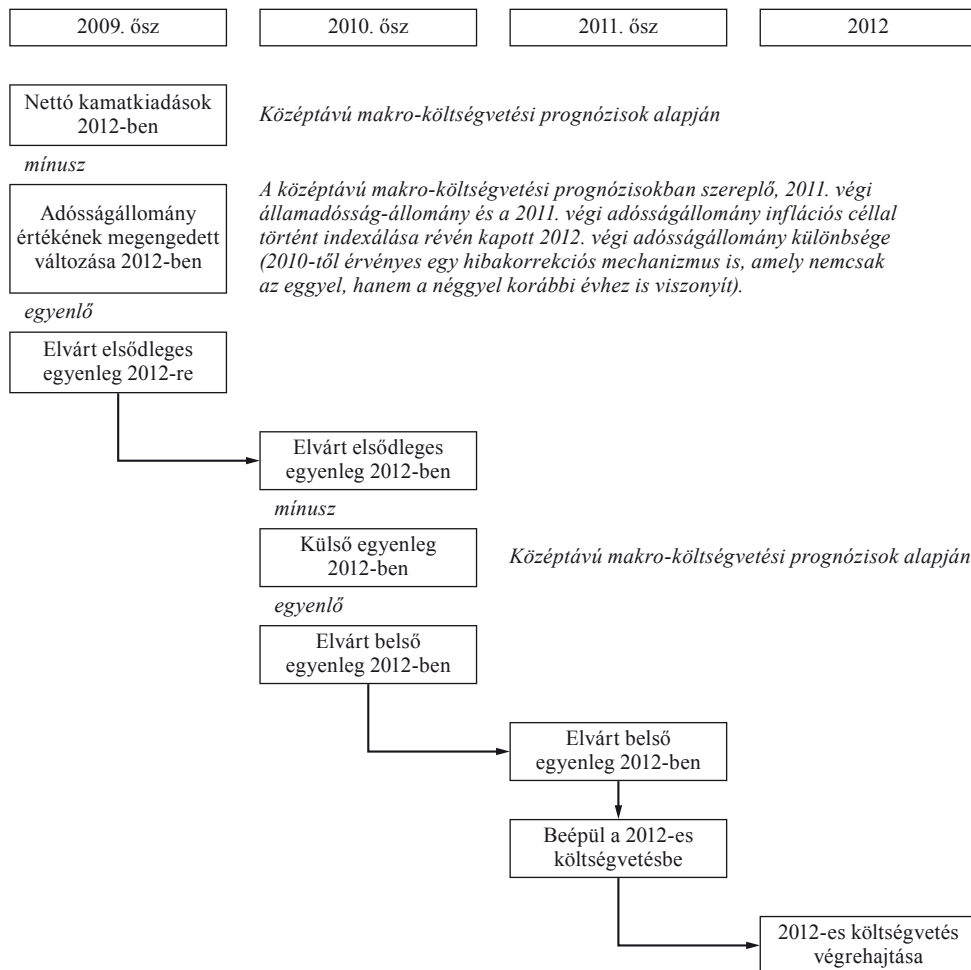 2009. ősz
2010. ősz
2011. ősz
2012
Nettó kamatkiadások
2012-ben
Középtávú makro-költségvetési prognózisok alapján
mínusz
Adósságállomány
értékének megengedett
változása 2012-ben
A középtávú makro-költségvetési prognózisokban szereplő, 2011. végi
államadósság-állomány és a 2011. végi adósságállomány inflációs céllal
történt indexálása révén kapott 2012. végi adósságállomány különbsége
(2010-től érvényes egy hibakorrekciós mechanizmus is, amely nemcsak
az eggyel, hanem a néggyel korábbi évhez is viszonyít).
egyenlő
Elvárt elsődleges
egyenleg 2012-re
Elvárt elsődleges
egyenleg 2012-ben
mínusz
Külső egyenleg
2012-ben
Középtávú makro-költségvetési prognózisok alapján
egyenlő
Elvárt belső
egyenleg 2012-ben
Elvárt belső
egyenleg 2012-ben
Beépül a 2012-es
költségvetésbe
2012-es költségvetés
végrehajtása